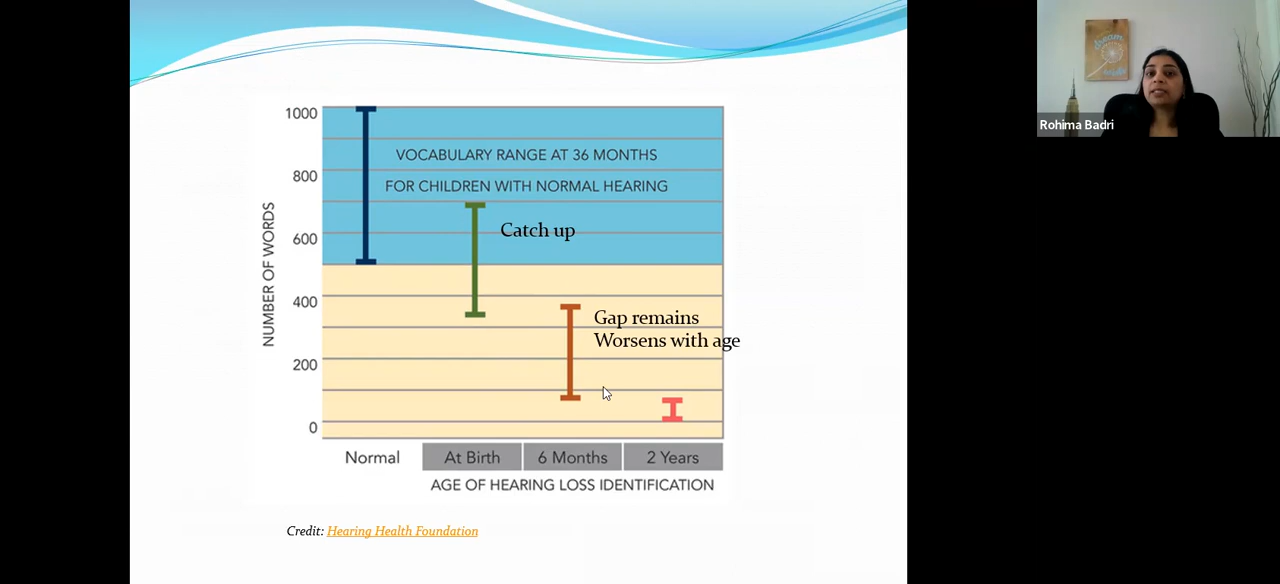 1000
800
600
400
200
0
NUMBER OF WORDS
VOCABULARY RANGE AT 36 MONTHS
FOR CHILDREN WITH NORMAL HEARING
Catch up
Gap remains
Worsens with age
Normal
At Birth
6 Months
2 Years
AGE OF HEARING LOSS IDENTIFICATION
Credit: Hearing Health Foundation
dream
Rohima Badri